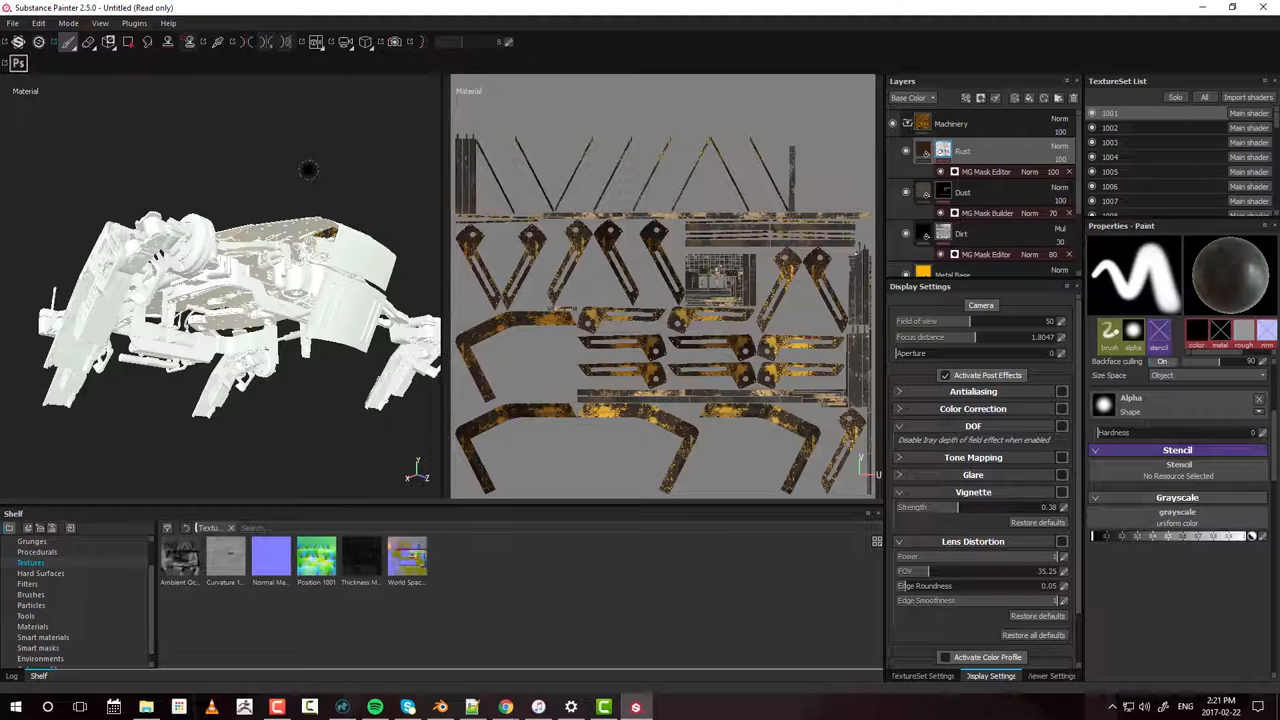 Substance Painter 2.5.0 - Untitled (Read only)
File Edit Mode View Plugins Help
8
Ps
Material
Material
Layers
Base Color
Machinery Norm 100
Rust Norm 100
MG Mask Editor Norm 100
Dust Norm 100
MG Mask Builder Norm 70
Dirt Mul 30
MG Mask Editor Norm 80
Metal Base Norm
Display Settings
Camera
Field of view 50
Focus distance 1.8047
Aperture 0
Activate Post Effects
Antialiasing
Color Correction
DOF
Disable Iray depth of field effect when enabled
Tone Mapping
Glare
Vignette
Strength 0.38
Restore defaults
Lens Distortion
Power 1
FOV 35.25
Edge Roundness 0.05
Edge Smoothness 1
Restore defaults
Restore all defaults
Activate Color Profile
TextureSet Settings Display Settings
TextureSet List
Solo All Import shaders
1001 Main shader
1002 Main shader
1003 Main shader
1004 Main shader
1005 Main shader
1006 Main shader
1007 Main shader
Properties - Paint
brush alpha stencil color metal rough nrm
Backface culling On 90
Size Space Object
Alpha
Shape
Hardness 0
Stencil
Stencil
No Resource Selected
Grayscale
grayscale
uniform color
Y
X Z
V
U
Shelf
Textu... Search...
Grunges
Procedurals
Textures
Hard Surfaces
Filters
Brushes
Particles
Tools
Materials
Smart materials
Smart masks
Environments
Ambient Oc... Curvature 1... Normal Ma... Position 1001 Thickness M... World Spac...
Log Shelf
ENG 2:21 PM
2017-02-22